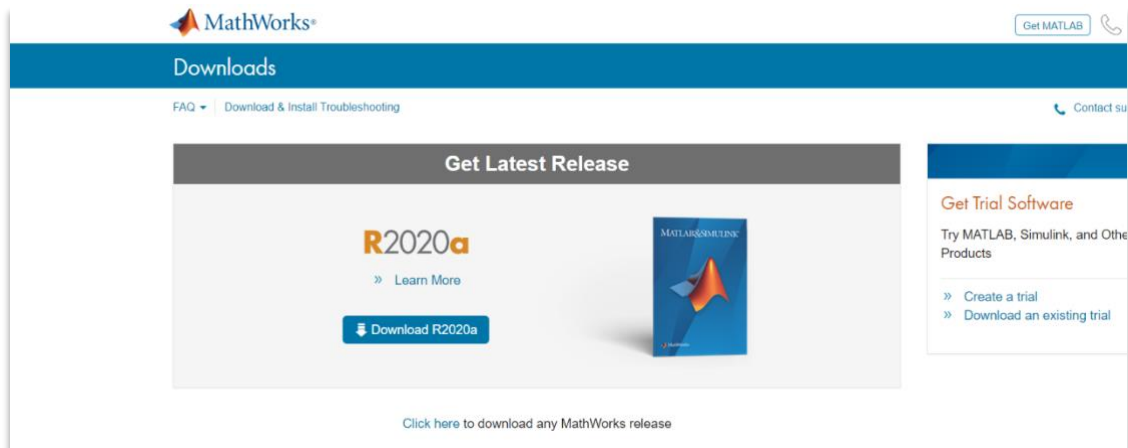 MathWorks®
Get MATLAB
Downloads
FAQ
Download & Install Troubleshooting
Contact su
Get Latest Release
R2020a
» Learn More
Download R2020a
MATLAB&SIMULINK
Get Trial Software
Try MATLAB, Simulink, and Othe
Products
» Create a trial
» Download an existing trial
Click here to download any MathWorks release